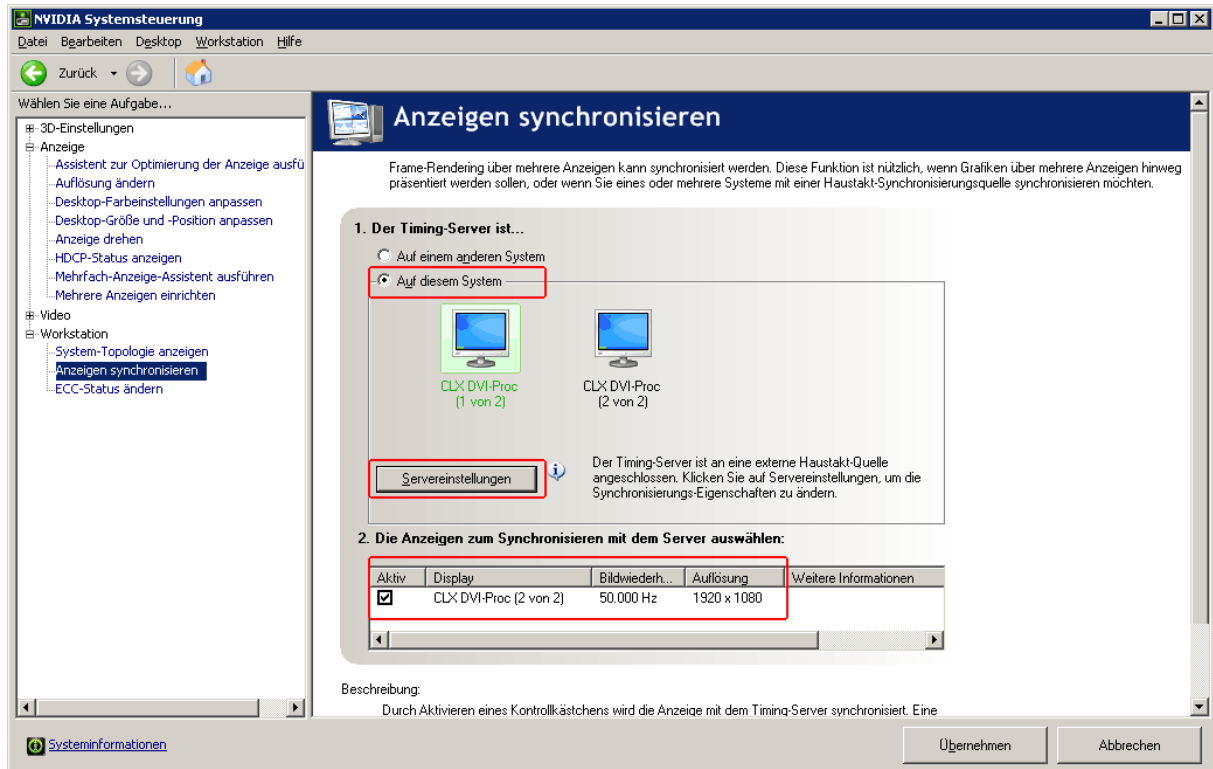 NVIDIA Systemsteuerung
Datei Bearbeiten Desktop Workstation Hilfe
Zurück
Wählen Sie eine Aufgabe...
3D-Einstellungen
Anzeige
Assistent zur Optimierung der Anzeige ausfü
Auflösung ändern
Desktop-Farbeinstellungen anpassen
Desktop-Größe und -Position anpassen
Anzeige drehen
HDCP-Status anzeigen
Mehrfach-Anzeige-Assistent ausführen
Mehrere Anzeigen einrichten
Video
Workstation
System-Topologie anzeigen
Anzeigen synchronisieren
ECC-Status ändern
Anzeigen synchronisieren
Frame-Rendering über mehrere Anzeigen kann synchronisiert werden. Diese Funktion ist nützlich, wenn Grafiken über mehrere Anzeigen hinweg
präsentiert werden sollen, oder wenn Sie eines oder mehrere Systeme mit einer Haustakt-Synchronisierungsquelle synchronisieren möchten.
1. Der Timing-Server ist...
Auf einem anderen System
Auf diesem System
CLX DVI-Proc CLX DVI-Proc
(1 von 2) (2 von 2)
Servereinstellungen
Der Timing-Server ist an eine externe Haustakt-Quelle
angeschlossen. Klicken Sie auf Servereinstellungen, um die
Synchronisierungs-Eigenschaften zu ändern.
2. Die Anzeigen zum Synchronisieren mit dem Server auswählen:
Aktiv Display Bildwiederh... Auflösung Weitere Informationen
CLX DVI-Proc (2 von 2) 50.000 Hz 1920 x 1080
Beschreibung:
Durch Aktivieren eines Kontrollkästchens wird die Anzeige mit dem Timing-Server synchronisiert. Eine
Systeminformationen
Übernehmen Abbrechen